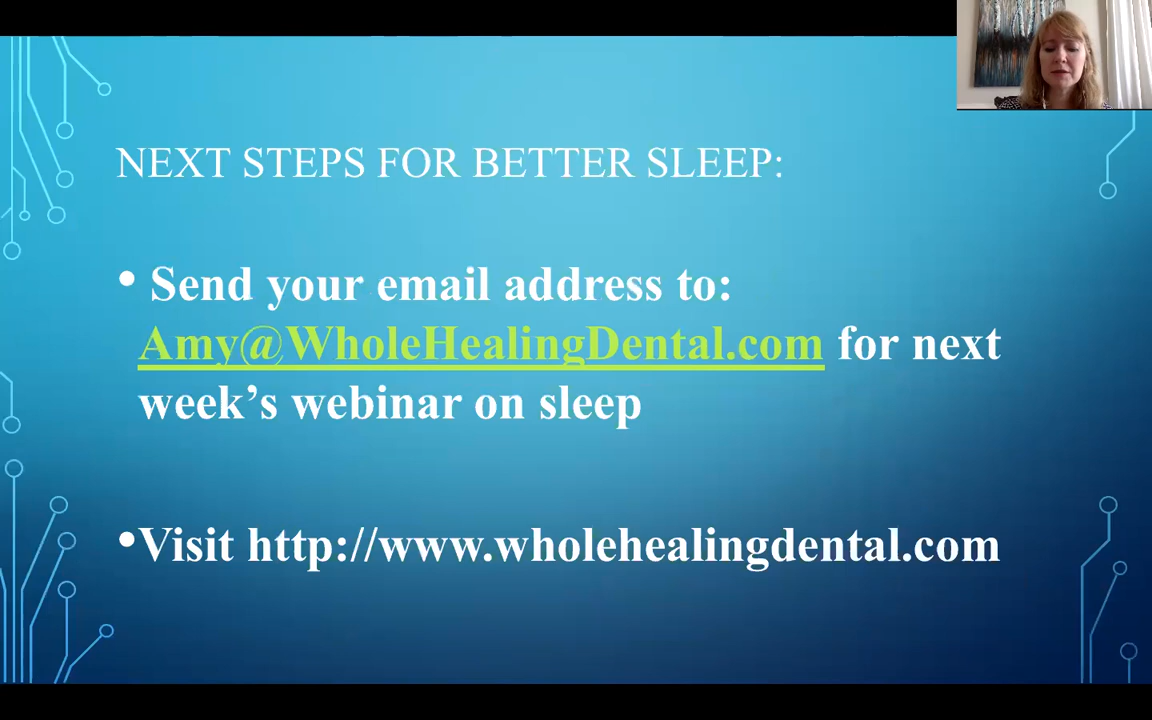 NEXT STEPS FOR BETTER SLEEP:
• Send your email address to:
Amy@WholeHealingDental.com for next
week’s webinar on sleep
•Visit http://www.wholehealingdental.com